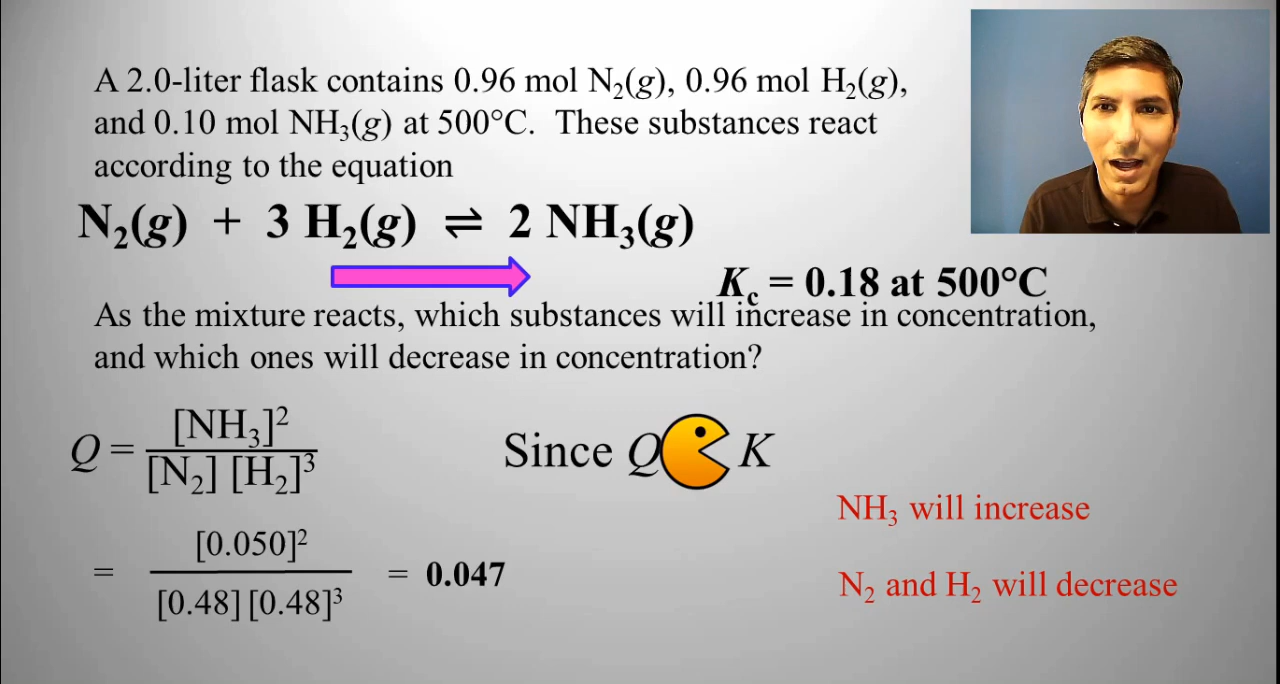 A 2.0-liter flask contains 0.96 mol N₂(g), 0.96 mol H₂(g),
and 0.10 mol NH₃(g) at 500°C. These substances react
according to the equation
N₂(g) + 3 H₂(g) ⇌ 2 NH₃(g)
K꜀ = 0.18 at 500°C
As the mixture reacts, which substances will increase in concentration,
and which ones will decrease in concentration?
Q = [NH₃]² / [N₂] [H₂]³
Since Q K
= [0.050]² / [0.48] [0.48]³ = 0.047
NH₃ will increase
N₂ and H₂ will decrease